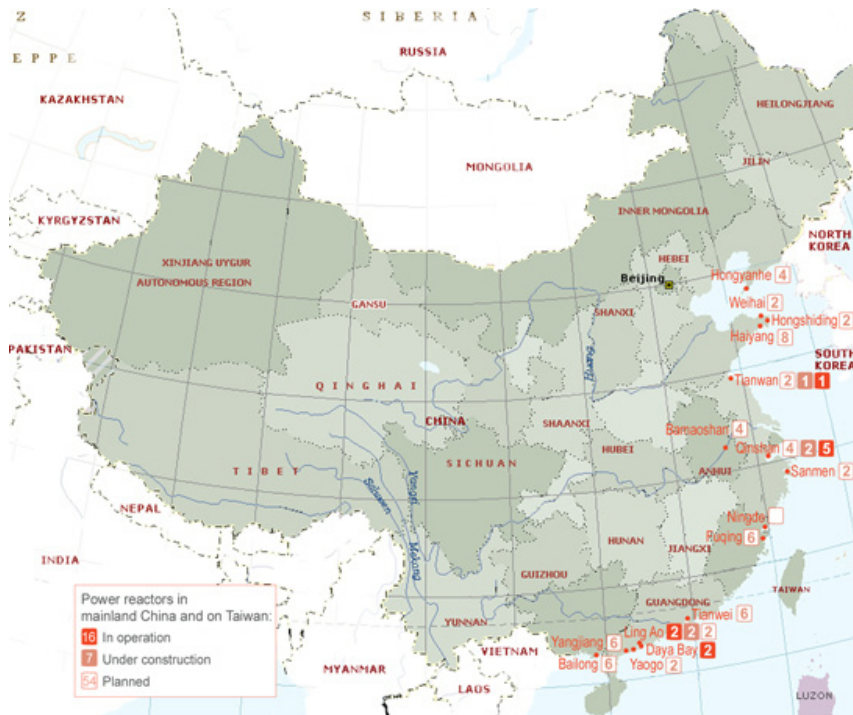 SIBERIA
EPPE
RUSSIA
KAZAKHSTAN
HEILONGJIANG
MONGOLIA
JILIN
KYRGYZSTAN
INNER MONGOLIA
NORTH
KOREA
XINJIANG UYGUR
AUTONOMOUS REGION
HEBEI
Beijing
Hongyanhe 4
GANSU
Weihai 2
SHANXI
Hongshiding 2
Haiyang 8
PAKISTAN
SOUTH
KOREA
QINGHAI
Tianwan 2 1 1
CHINA
SHAANXI
Bamaoshan 4
HUBEI
Qinshan 4 2 5
TIBET
SICHUAN
ANHUI
Sanmen 2
Salween
Yangzi
Mekong
NEPAL
Ningde
Fuqing 6
HUNAN
JIANGXI
INDIA
GUIZHOU
TAIWAN
Power reactors in
mainland China and on Taiwan:
16 In operation
7 Under construction
54 Planned
GUANGDONG
Tianwei 6
YUNNAN
Ling Ao 2 2 2
Yangjiang 6
VIETNAM
Daya Bay 2
Bailong 6
Yaogo 2
MYANMAR
LAOS
LUZON